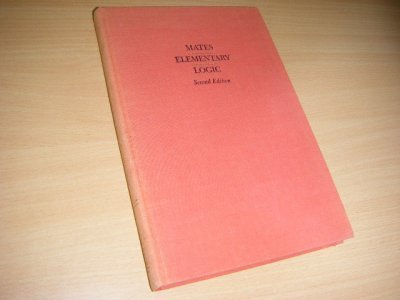 MATES
ELEMENTARY
LOGIC
Second Edition